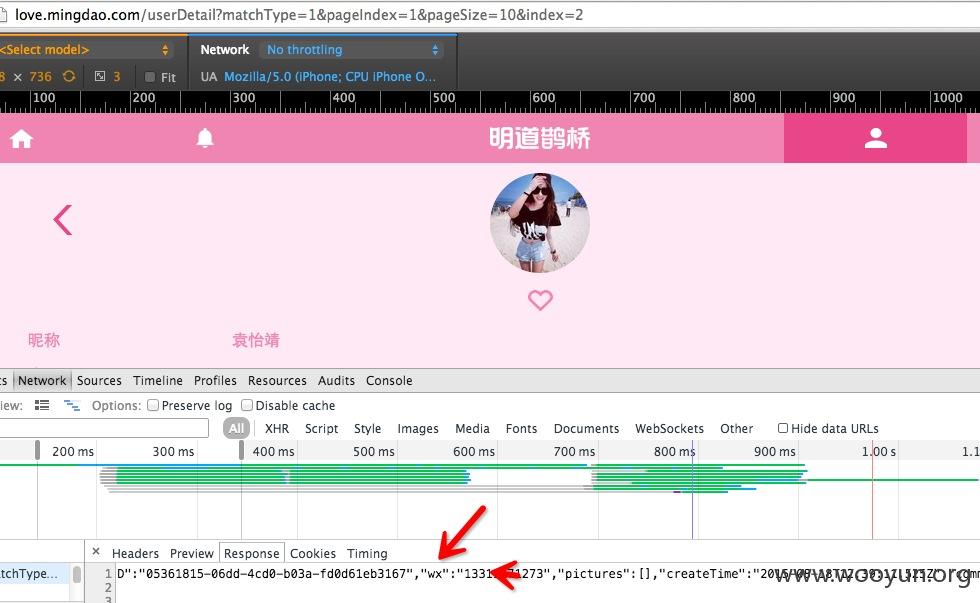 love.mingdao.com/userDetail?matchType=1&pageIndex=1&pageSize=10&index=2
<Select model>
Network No throttling
8 × 736 3 Fit
UA Mozilla/5.0 (iPhone; CPU iPhone O...
100 200 300 400 500 600 700 800 900 1000
明道鹊桥
昵称 袁怡靖
ts Network Sources Timeline Profiles Resources Audits Console
iew: Options: Preserve log Disable cache
All XHR Script Style Images Media Fonts Documents WebSockets Other Hide data URLs
200 ms 300 ms 400 ms 500 ms 600 ms 700 ms 800 ms 900 ms 1.00 s 1.1
× Headers Preview Response Cookies Timing
atchType... 1 D":"05361815-06dd-4cd0-b03a-fd0d61eb3167","wx":"1331 71273","pictures":[],"createTime":"2015-
2
3
www.wooyun.org